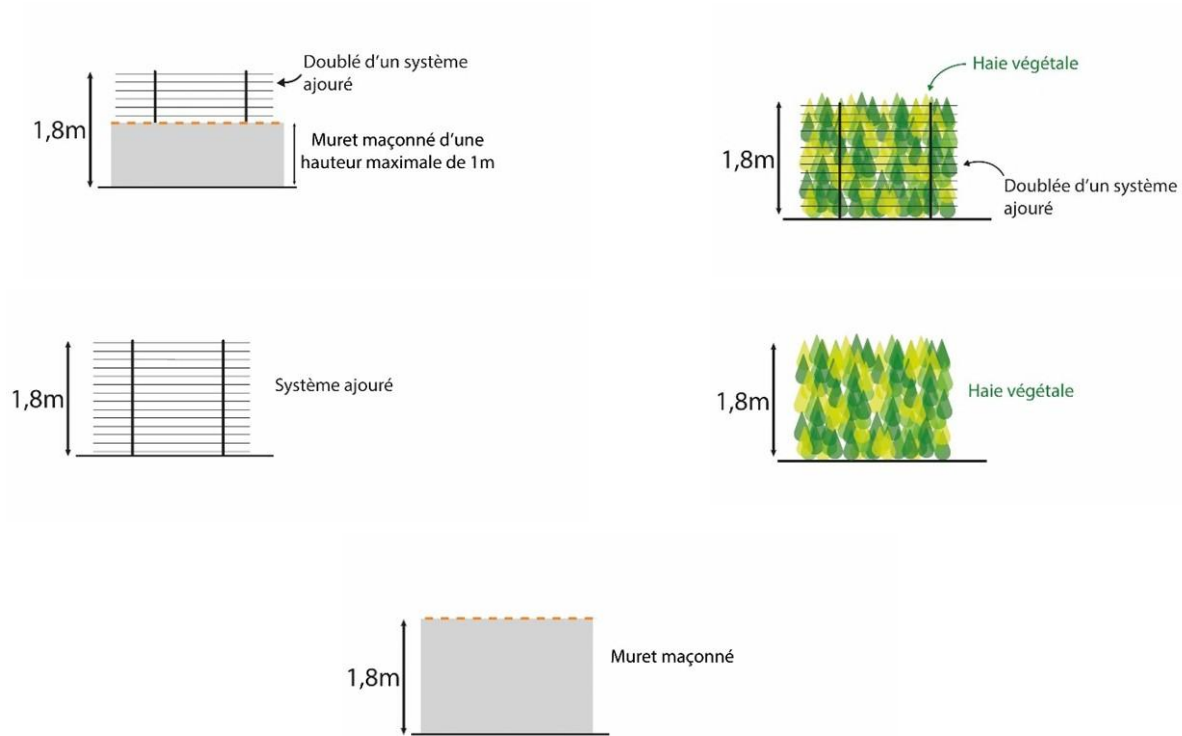 Doublé d'un système
ajouré
1,8m
Muret maçonné d'une
hauteur maximale de 1m
Haie végétale
1,8m
Doublée d'un système
ajouré
1,8m
Système ajouré
1,8m
Haie végétale
1,8m
Muret maçonné